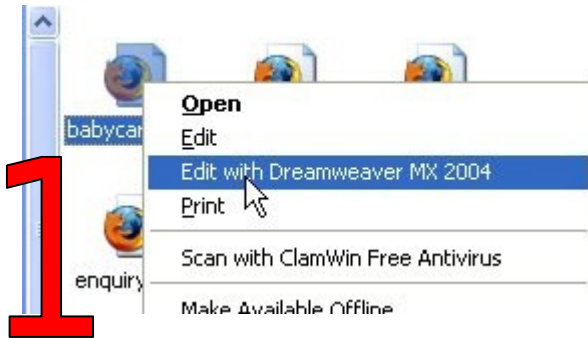 Open
babycar
Edit
Edit with Dreamweaver MX 2004
Print
Scan with ClamWin Free Antivirus
enquiry
Make Available Offline
1